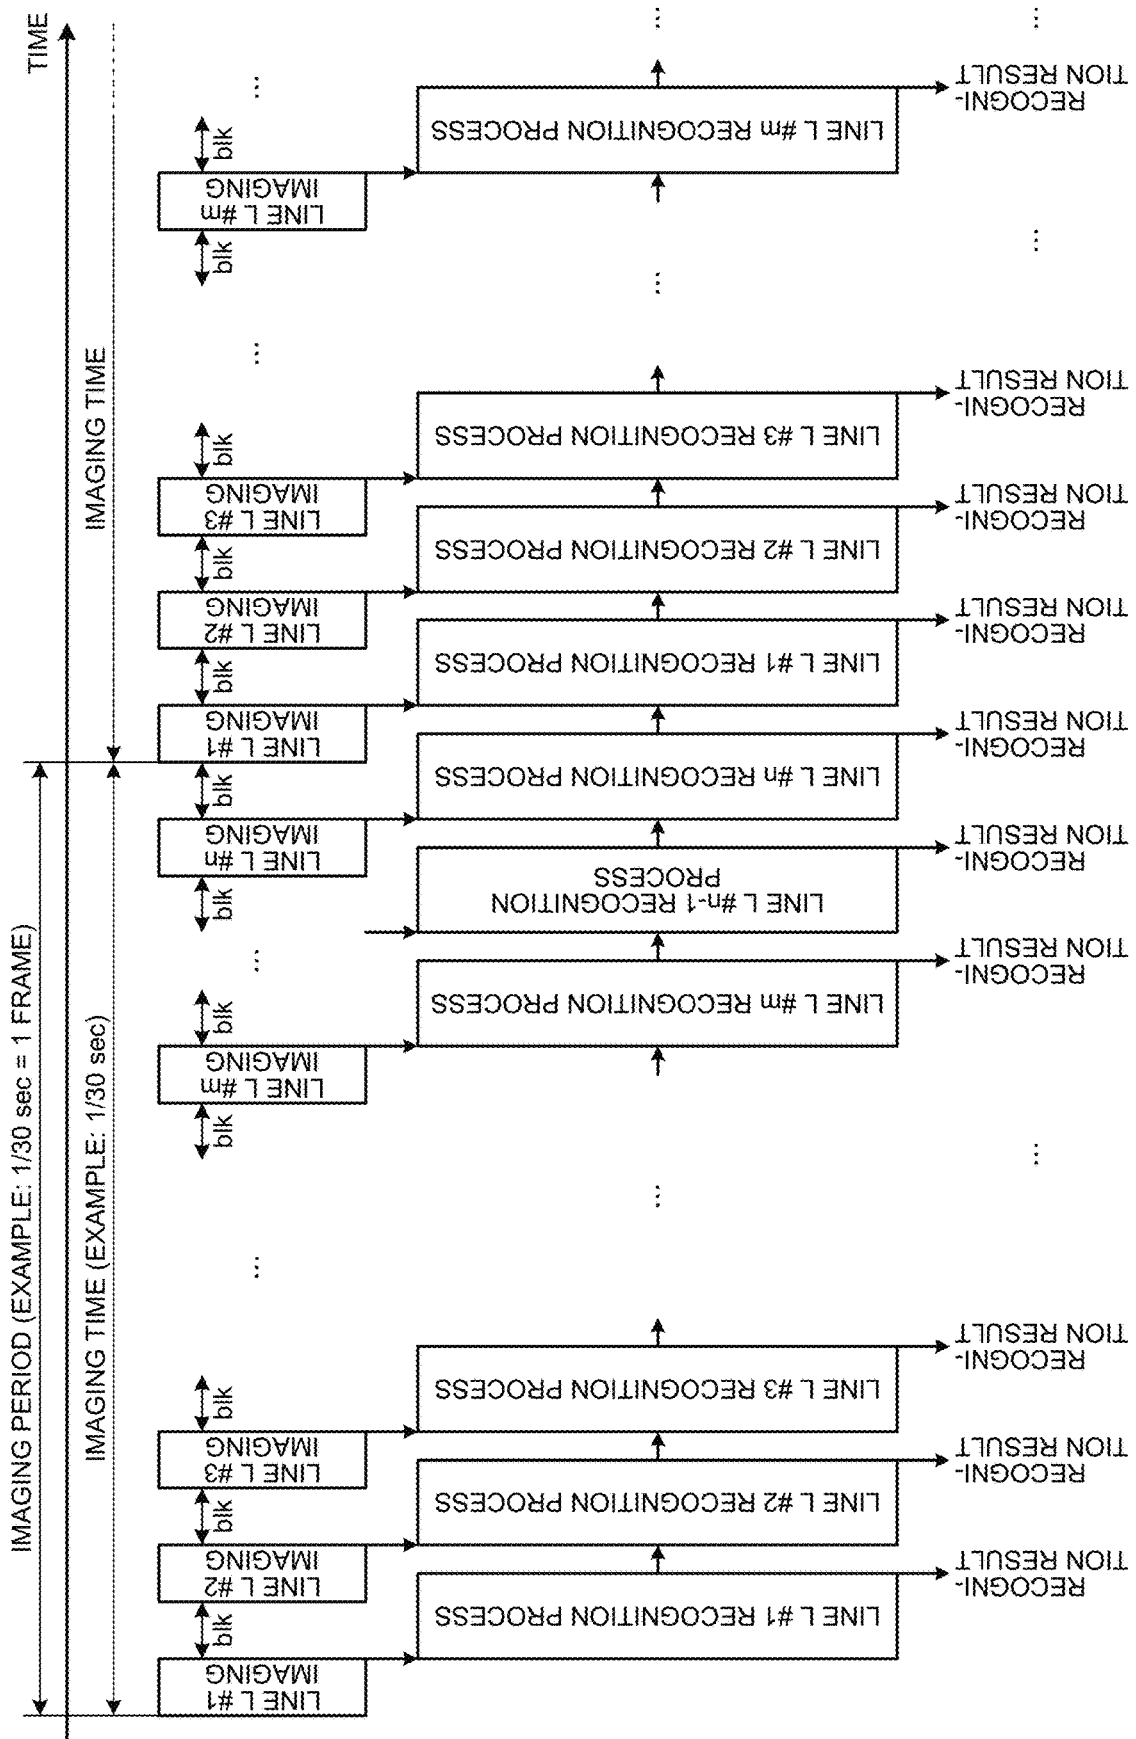 TIME
IMAGING PERIOD (EXAMPLE: 1/30 sec = 1 FRAME)
IMAGING TIME (EXAMPLE: 1/30 sec)
IMAGING TIME
LINE L #1
IMAGING
blk
LINE L #2
IMAGING
blk
LINE L #3
IMAGING
blk
...
blk
LINE L #m
IMAGING
blk
...
blk
LINE L #n
IMAGING
blk
LINE L #1
IMAGING
blk
LINE L #2
IMAGING
blk
LINE L #3
IMAGING
blk
...
blk
LINE L #m
IMAGING
blk
...
LINE L #1 RECOGNITION PROCESS
LINE L #2 RECOGNITION PROCESS
LINE L #3 RECOGNITION PROCESS
...
LINE L #m RECOGNITION PROCESS
LINE L #n-1 RECOGNITION
PROCESS
LINE L #n RECOGNITION PROCESS
LINE L #1 RECOGNITION PROCESS
LINE L #2 RECOGNITION PROCESS
LINE L #3 RECOGNITION PROCESS
...
LINE L #m RECOGNITION PROCESS
...
RECOGNI-
TION RESULT
RECOGNI-
TION RESULT
RECOGNI-
TION RESULT
...
RECOGNI-
TION RESULT
RECOGNI-
TION RESULT
RECOGNI-
TION RESULT
RECOGNI-
TION RESULT
RECOGNI-
TION RESULT
RECOGNI-
TION RESULT
...
RECOGNI-
TION RESULT
...